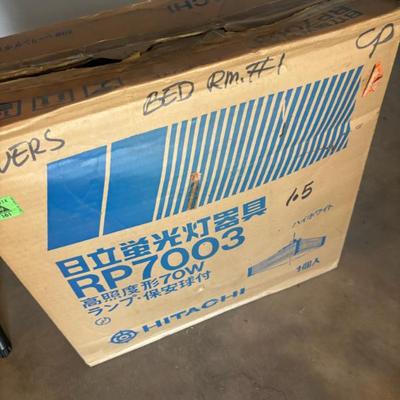 BED RM.#1
CP
VERS
165
日立蛍光灯器具
RP7003
高照度形70W
ランプ・保安球付
ハイホワイト
1個入
HITACHI